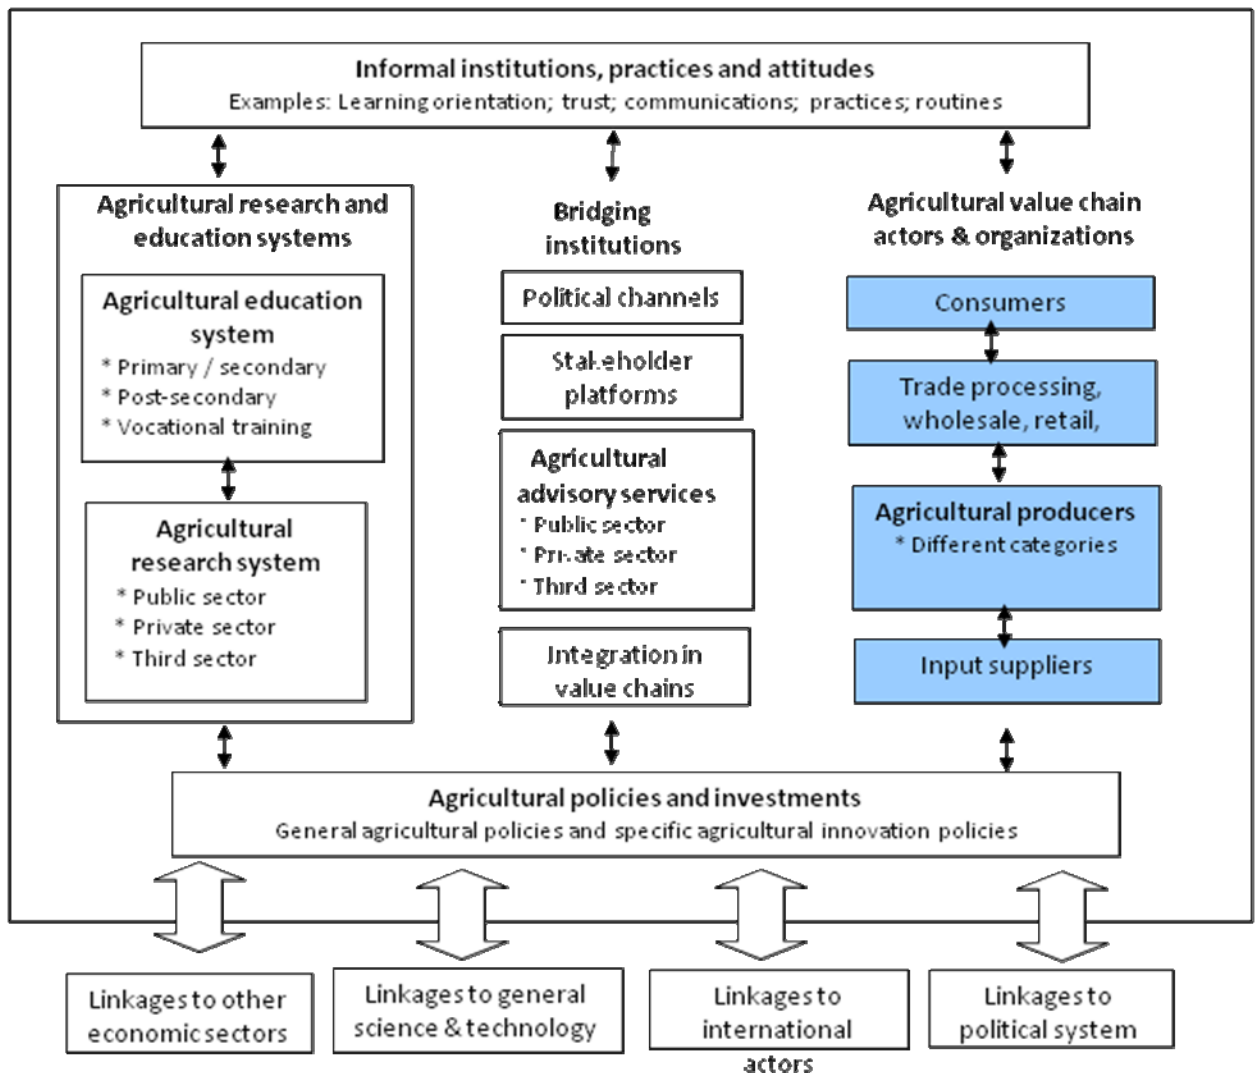 Informal institutions, practices and attitudes
Examples: Learning orientation; trust; communications; practices; routines
Agricultural research and
education systems
Agricultural education
system
* Primary / secondary
* Post-secondary
* Vocational training
Agricultural
research system
* Public sector
* Private sector
* Third sector
Bridging
institutions
Political channels
Stakeholder
platforms
Agricultural
advisory services
* Public sector
* Private sector
* Third sector
Integration in
value chains
Agricultural value chain
actors & organizations
Consumers
Trade processing,
wholesale, retail,
Agricultural producers
* Different categories
Input suppliers
Agricultural policies and investments
General agricultural policies and specific agricultural innovation policies
Linkages to other
economic sectors
Linkages to general
science & technology
Linkages to
international
actors
Linkages to
political system